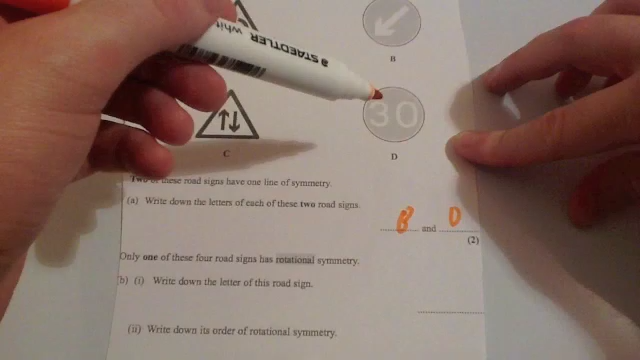 STAEDTLER
B
30
C
D
Two of these road signs have one line of symmetry.
(a) Write down the letters of each of these two road signs.
B and D
(2)
Only one of these four road signs has rotational symmetry.
(b) (i) Write down the letter of this road sign.
(ii) Write down its order of rotational symmetry.